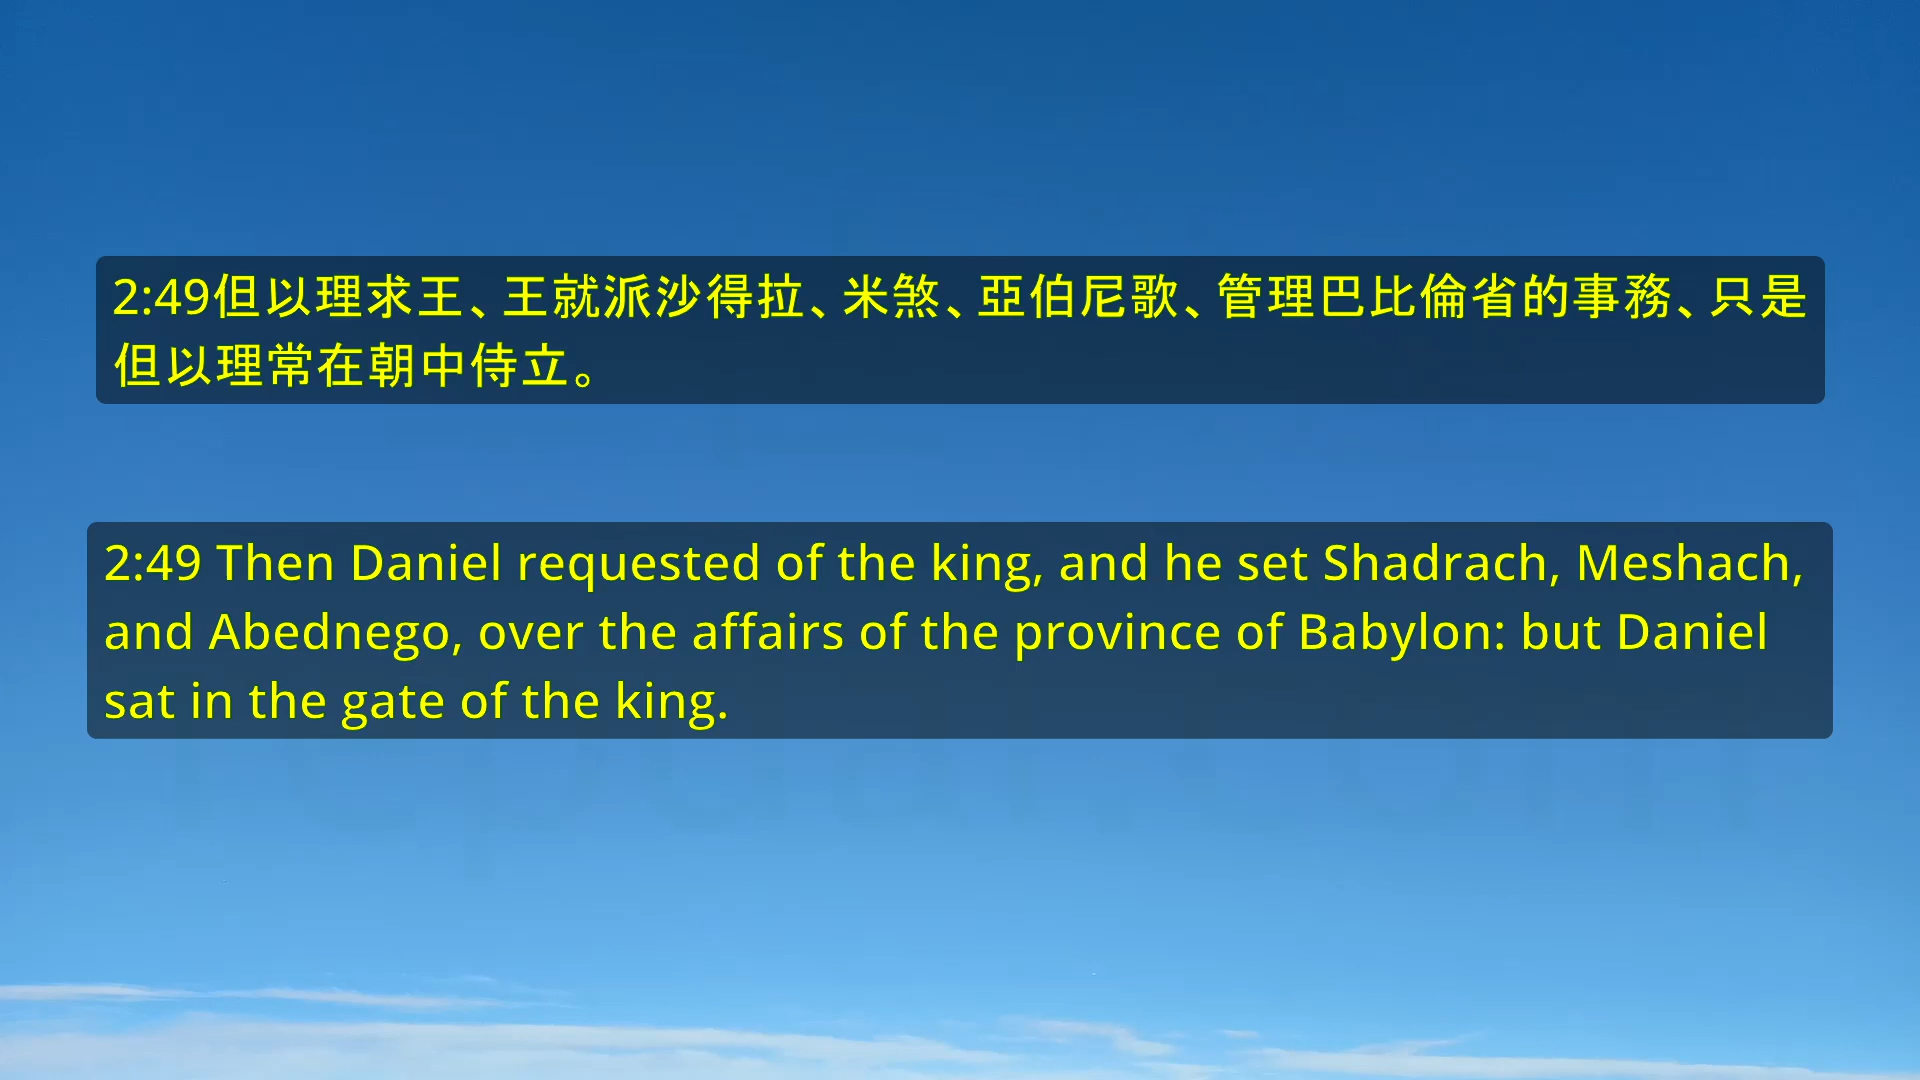 2:49但以理求王、王就派沙得拉、米煞、亞伯尼歌、管理巴比倫省的事務、只是
但以理常在朝中侍立。
2:49 Then Daniel requested of the king, and he set Shadrach, Meshach,
and Abednego, over the affairs of the province of Babylon: but Daniel
sat in the gate of the king.